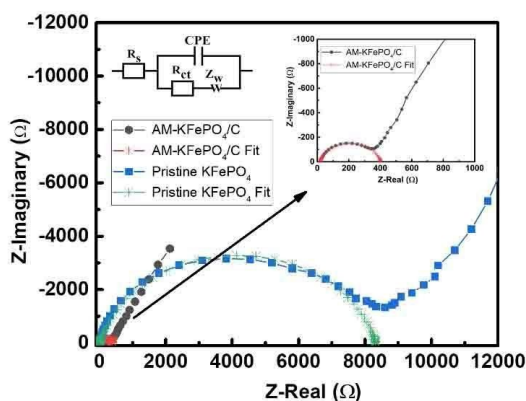 -12000
-10000
-8000
-6000
-4000
-2000
0
0 2000 4000 6000 8000 10000 12000
Z-Imaginary (Ω)
Z-Real (Ω)
CPE
Rs
Rct
Zw
W
AM-KFePO4/C
AM-KFePO4/C Fit
Pristine KFePO4
Pristine KFePO4 Fit
-1000
-800
-600
-400
-200
0
0 200 400 600 800 1000
Z-Imaginary (Ω)
Z-Real (Ω)
AM-KFePO4/C
AM-KFePO4/C Fit